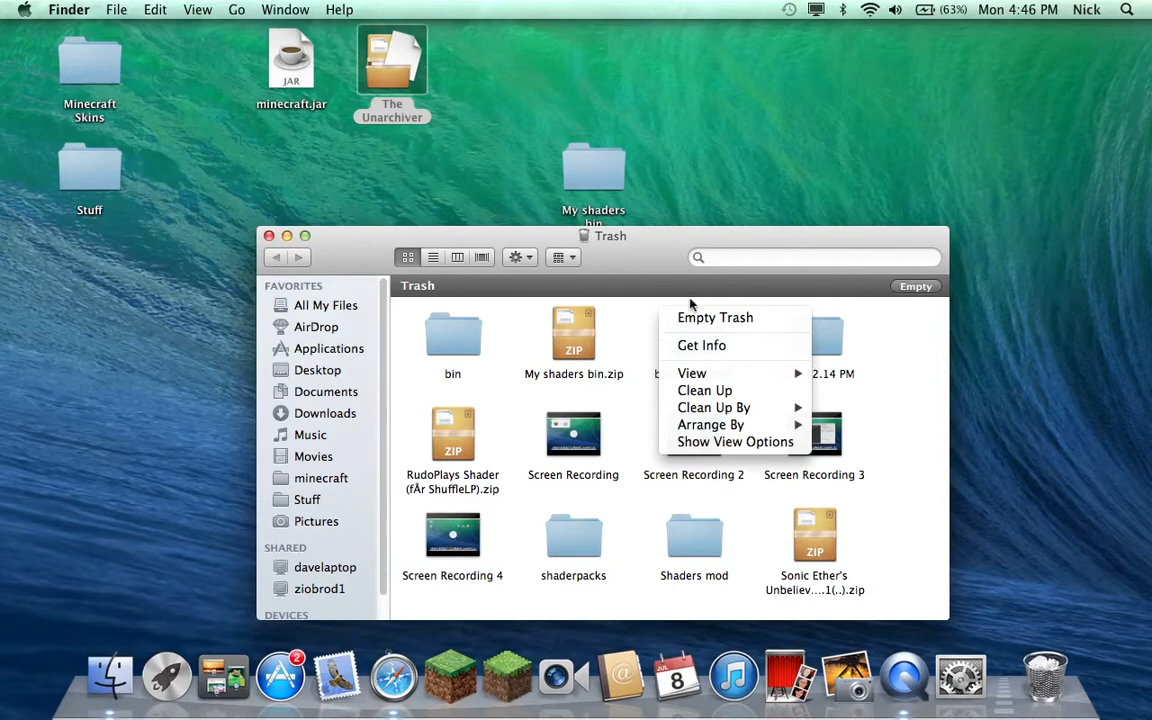 Finder File Edit View Go Window Help (63%) Mon 4:46 PM Nick
JAR
Minecraft
Skins
minecraft.jar
The
Unarchiver
Stuff
My shaders
bin
Trash
FAVORITES
All My Files
AirDrop
Applications
Desktop
Documents
Downloads
Music
Movies
minecraft
Stuff
Pictures
SHARED
davelaptop
ziobrod1
DEVICES
Trash Empty
ZIP
bin
My shaders bin.zip
2.14 PM
ZIP
RudoPlays Shader
(fÅr ShuffleLP).zip
Screen Recording
Screen Recording 2
Screen Recording 3
Screen Recording 4
shaderpacks
Shaders mod
ZIP
Sonic Ether's
Unbeliev....1(..).zip
Empty Trash
Get Info
View
Clean Up
Clean Up By
Arrange By
Show View Options
2
JUL
8